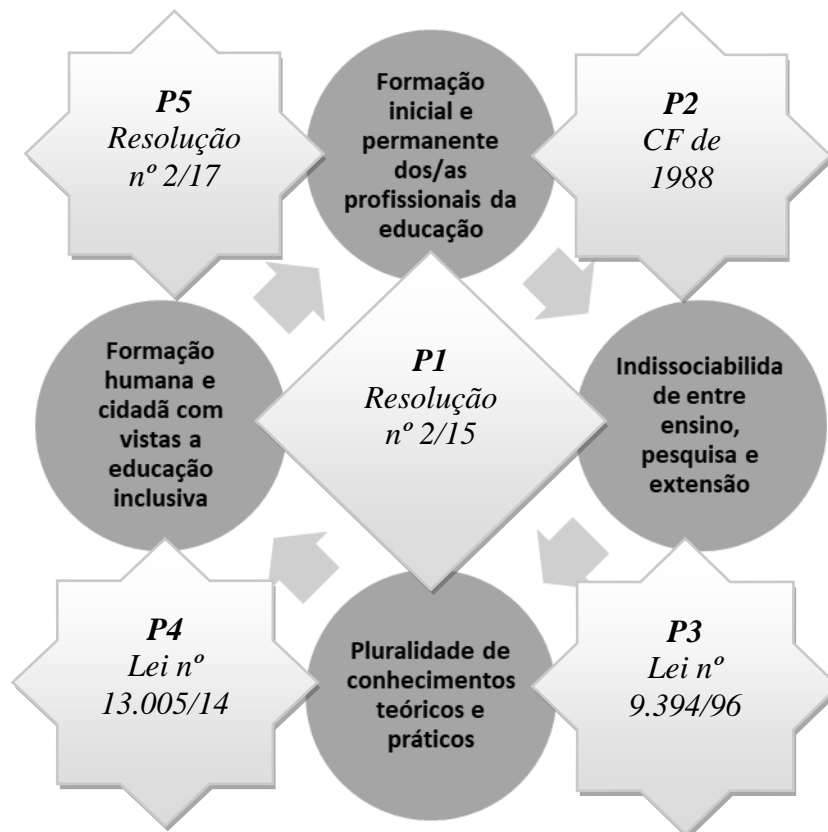 P5
Resolução
nº 2/17
Formação
inicial e
permanente
dos/as
profissionais da
educação
P2
CF de
1988
Formação
humana e
cidadã com
vistas a
educação
inclusiva
P1
Resolução
nº 2/15
Indissociabilida
de entre
ensino,
pesquisa e
extensão
P4
Lei nº
13.005/14
Pluralidade de
conhecimentos
teóricos e
práticos
P3
Lei nº
9.394/96